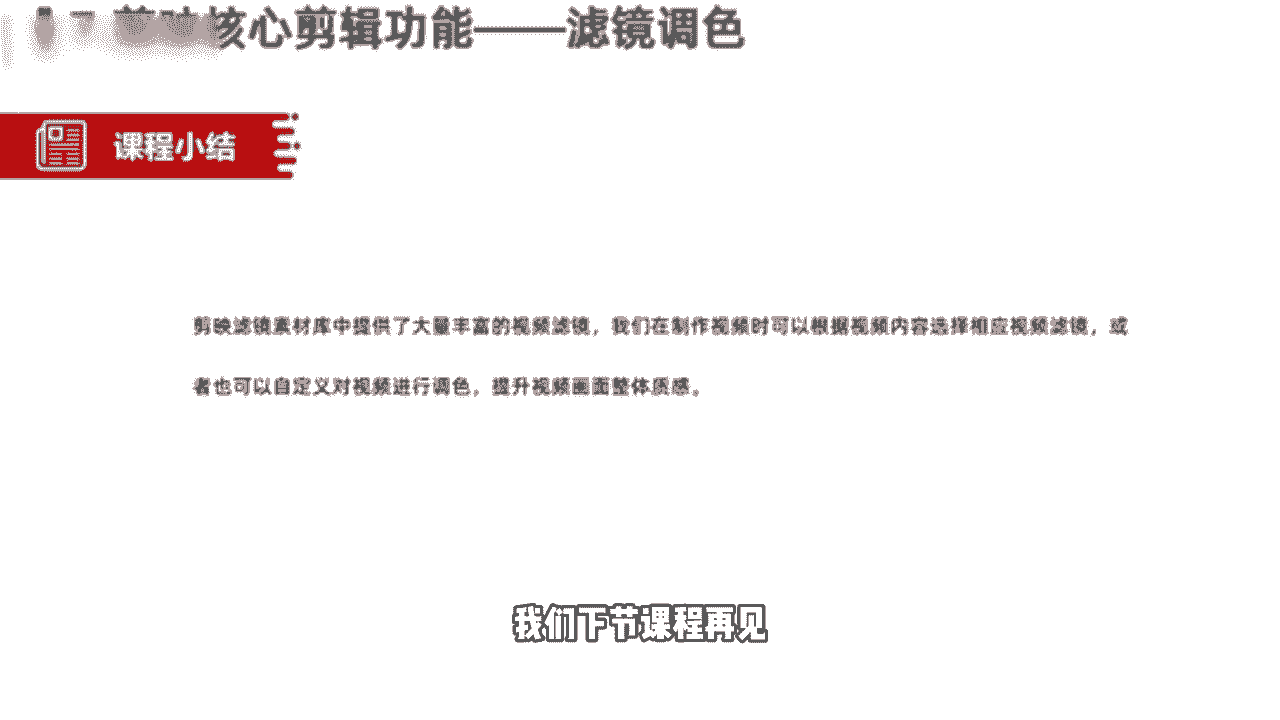 核心剪辑功能——滤镜调色
课程小结
剪映滤镜素材库中提供了大量丰富的视频滤镜，我们在制作视频时可以根据视频内容选择相应视频滤镜，或
者也可以自定义对视频进行调色，提升视频画面整体质感。
我们下节课程再见